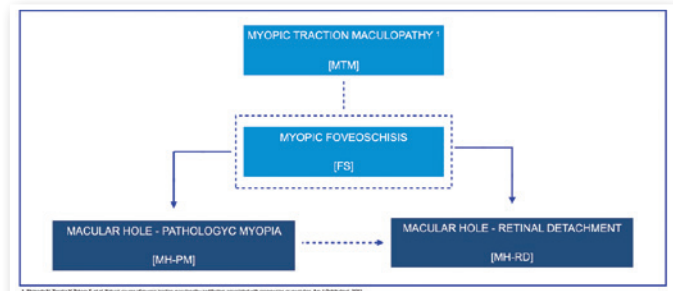 MYOPIC TRACTION MACULOPATHY ¹
[MTM]
MYOPIC FOVEOSCHISIS
[FS]
MACULAR HOLE - PATHOLOGYC MYOPIA
[MH-PM]
MACULAR HOLE - RETINAL DETACHMENT
[MH-RD]